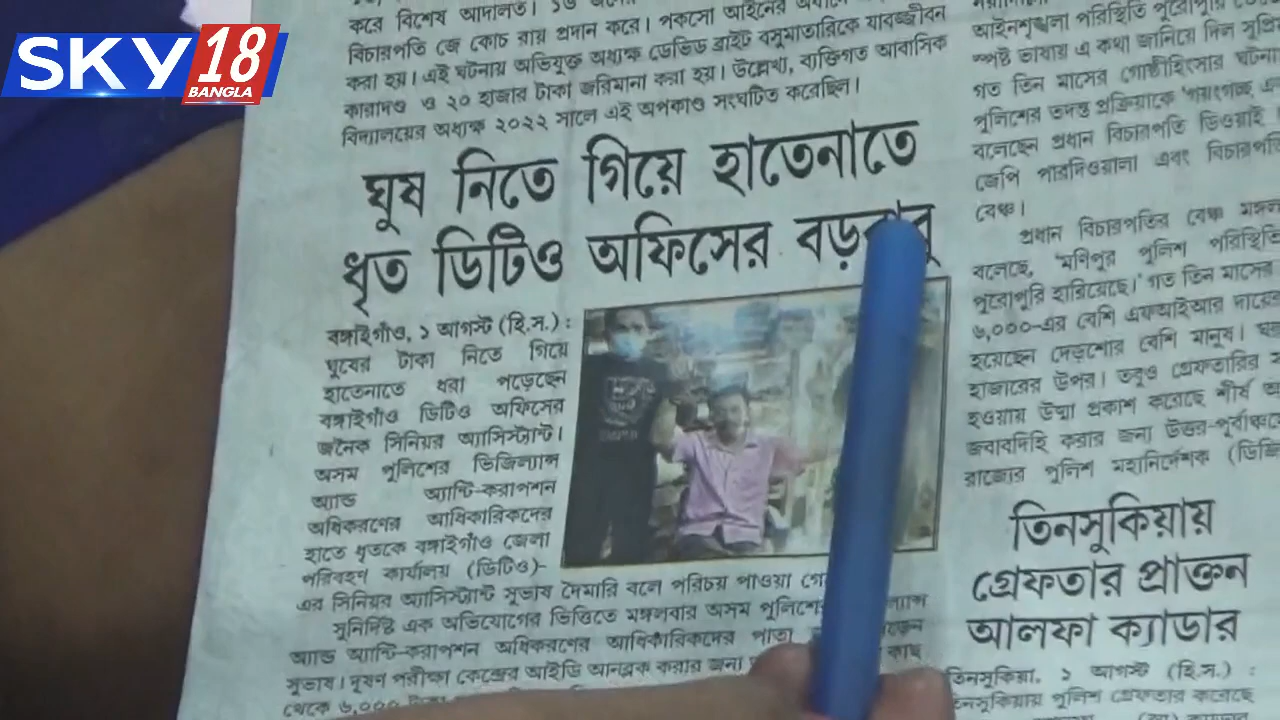 SKY 18
BANGLA
করে বিশেষ আদালত। ১৬
বিচারপতি জে কোচ রায় প্রদান করে। পকসো আইনের
করা হয়। এই ঘটনায় অভিযুক্ত অধ্যক্ষ ডেভিড ব্রাইট বসুমাতারিকে যাবজ্জীবন
কারাদণ্ড ও ২০ হাজার টাকা জরিমানা করা হয়। উল্লেখ্য, ব্যক্তিগত আবাসিক
বিদ্যালয়ের অধ্যক্ষ ২০২২ সালে এই অপকাণ্ড সংঘটিত করেছিল।
ঘুষ নিতে গিয়ে হাতেনাতে
ধৃত ডিটিও অফিসের
বঙ্গাইগাঁও, ১ আগস্ট (হি.স.) :
ঘুষের টাকা নিতে গিয়ে
হাতেনাতে ধরা পড়েছেন
বঙ্গাইগাঁও ডিটিও অফিসের
জনৈক সিনিয়র অ্যাসিস্ট্যান্ট।
অসম পুলিশের ভিজিল্যান্স
অ্যান্ড অ্যান্টি-করাপশন
অধিকরণের আধিকারিকদের
হাতে ধৃতকে বঙ্গাইগাঁও জেলা
পরিবহণ কার্যালয় (ডিটিও)-
এর সিনিয়র অ্যাসিস্ট্যান্ট সুভাষ দৈমারি বলে পরিচয় পাওয়া
সুনির্দিষ্ট এক অভিযোগের ভিত্তিতে মঙ্গলবার অসম পুলিশের
অ্যান্ড অ্যান্টি-করাপশন অধিকরণের আধিকারিকদের পাতা
সুভাষ। দূষণ পরীক্ষা কেন্দ্রের আইডি আনব্লক করার জন্য কাছ
থেকে ৬,০০০
আইনশৃঙ্খলা পরিস্থিতি
স্পষ্ট ভাষায় এ কথা জানিয়ে দিল
গত তিন মাসের গোষ্ঠীহিংসার
পুলিশের তদন্ত প্রক্রিয়াকে
বলেছেন প্রধান বিচারপতি ডিওয়াই
জেপি পারদিওয়ালা এবং বিচারপতি
বেঞ্চ।
প্রধান বিচারপতির বেঞ্চ
বলেছে, 'মণিপুর পুলিশ পরিস্থিতি
পুরোপুরি হারিয়েছে।' গত তিন মাসের
৬,০০০-এর বেশি এফআইআর
হয়েছেন দেড়শোর বেশি মানুষ।
হাজারের উপর। তবুও গ্রেফতারির
হওয়ায় উষ্মা প্রকাশ করেছে শীর্ষ
জবাবদিহি করার জন্য
রাজ্যের পুলিশ মহানির্দেশক
তিনসুকিয়ায়
গ্রেফতার প্রাক্তন
আলফা ক্যাডার
তিনসুকিয়া, ১ আগস্ট (হি.স.) :
তিনসুকিয়ায় পুলিশ গ্রেফতার করেছে